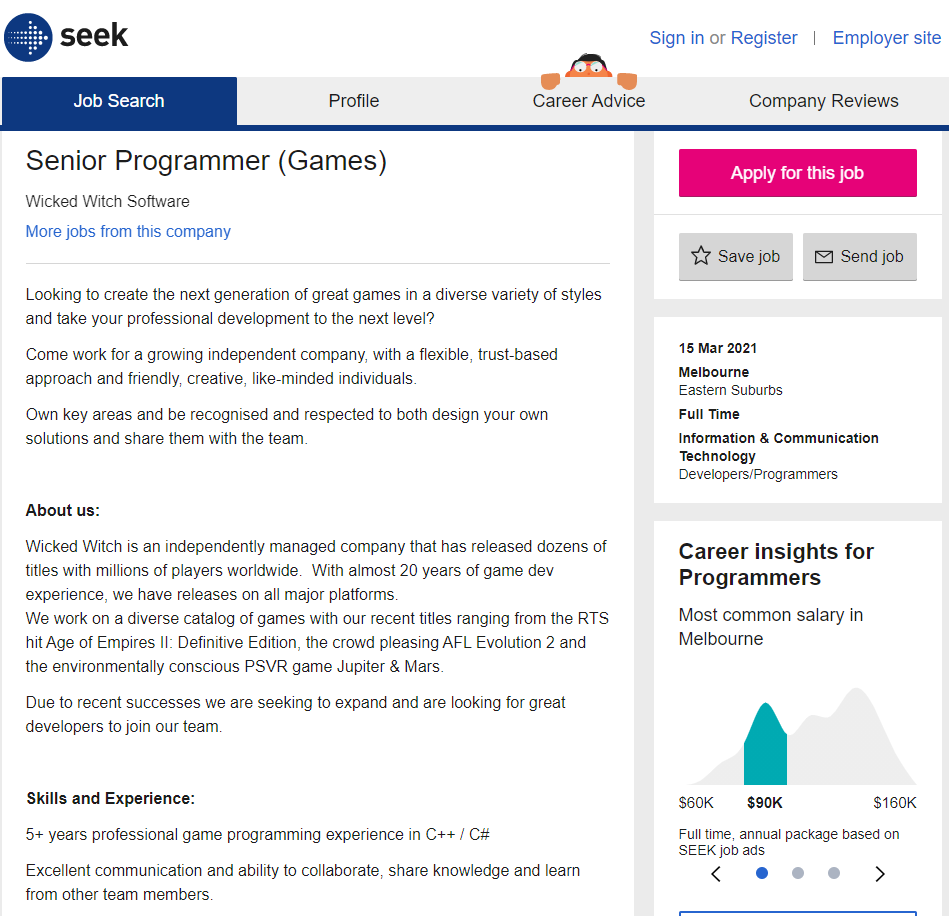 seek
Sign in or Register | Employer site
Job Search
Profile
Career Advice
Company Reviews
Senior Programmer (Games)
Wicked Witch Software
More jobs from this company
Looking to create the next generation of great games in a diverse variety of styles
and take your professional development to the next level?
Come work for a growing independent company, with a flexible, trust-based
approach and friendly, creative, like-minded individuals.
Own key areas and be recognised and respected to both design your own
solutions and share them with the team.
About us:
Wicked Witch is an independently managed company that has released dozens of
titles with millions of players worldwide.  With almost 20 years of game dev
experience, we have releases on all major platforms.
We work on a diverse catalog of games with our recent titles ranging from the RTS
hit Age of Empires II: Definitive Edition, the crowd pleasing AFL Evolution 2 and
the environmentally conscious PSVR game Jupiter & Mars.
Due to recent successes we are seeking to expand and are looking for great
developers to join our team.
Skills and Experience:
5+ years professional game programming experience in C++ / C#
Excellent communication and ability to collaborate, share knowledge and learn
from other team members.
Apply for this job
Save job
Send job
15 Mar 2021
Melbourne
Eastern Suburbs
Full Time
Information & Communication
Technology
Developers/Programmers
Career insights for
Programmers
Most common salary in
Melbourne
$60K
$90K
$160K
Full time, annual package based on
SEEK job ads